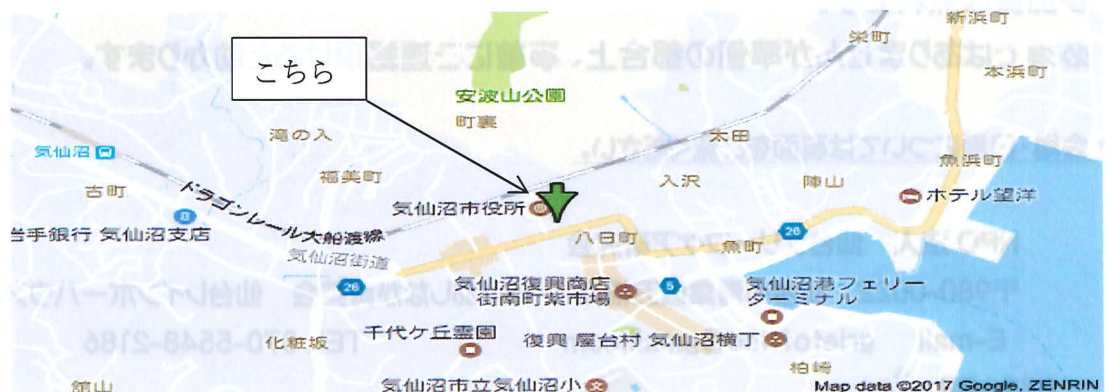 新浜町
栄町
本浜町
こちら
安波山公園
町裏
滝の入
太田
気仙沼
福美町
魚浜町
古町
入沢
陣山
ホテル望洋
ドラゴンレール大船渡線
気仙沼市役所
岩手銀行 気仙沼支店
八日町
魚町
26
気仙沼街道
26
気仙沼復興商店
街南町紫市場
5
気仙沼港フェリー
ターミナル
千代ケ丘霊園
化粧坂
復興 屋台村 気仙沼横丁
柏崎
舘山
気仙沼市立気仙沼小
Map data ©2017 Google, ZENRIN